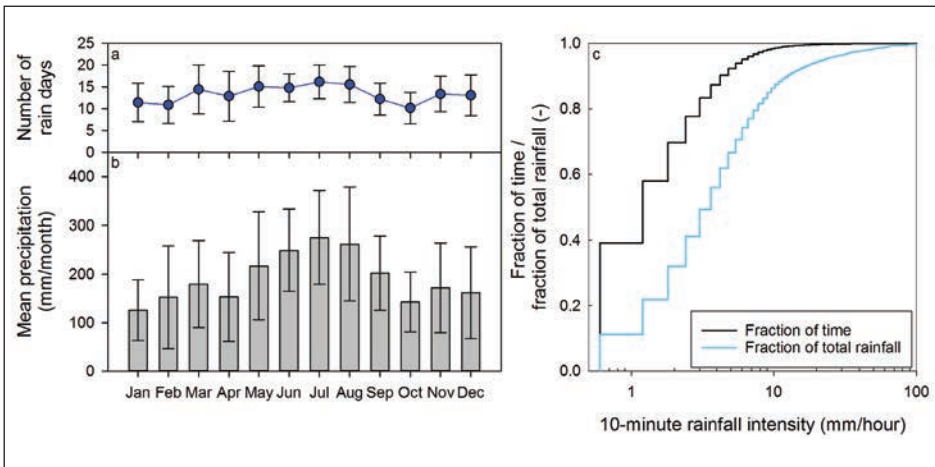 a
Number of
rain days
25
20
15
10
5
0
b
Mean precipitation
(mm/month)
400
300
200
100
0
Jan Feb Mar Apr May Jun Jul Aug Sep Oct Nov Dec
c
Fraction of time /
fraction of total rainfall (-)
1.0
0.8
0.6
0.4
0.2
0.0
Fraction of time
Fraction of total rainfall
1 10 100
10-minute rainfall intensity (mm/hour)